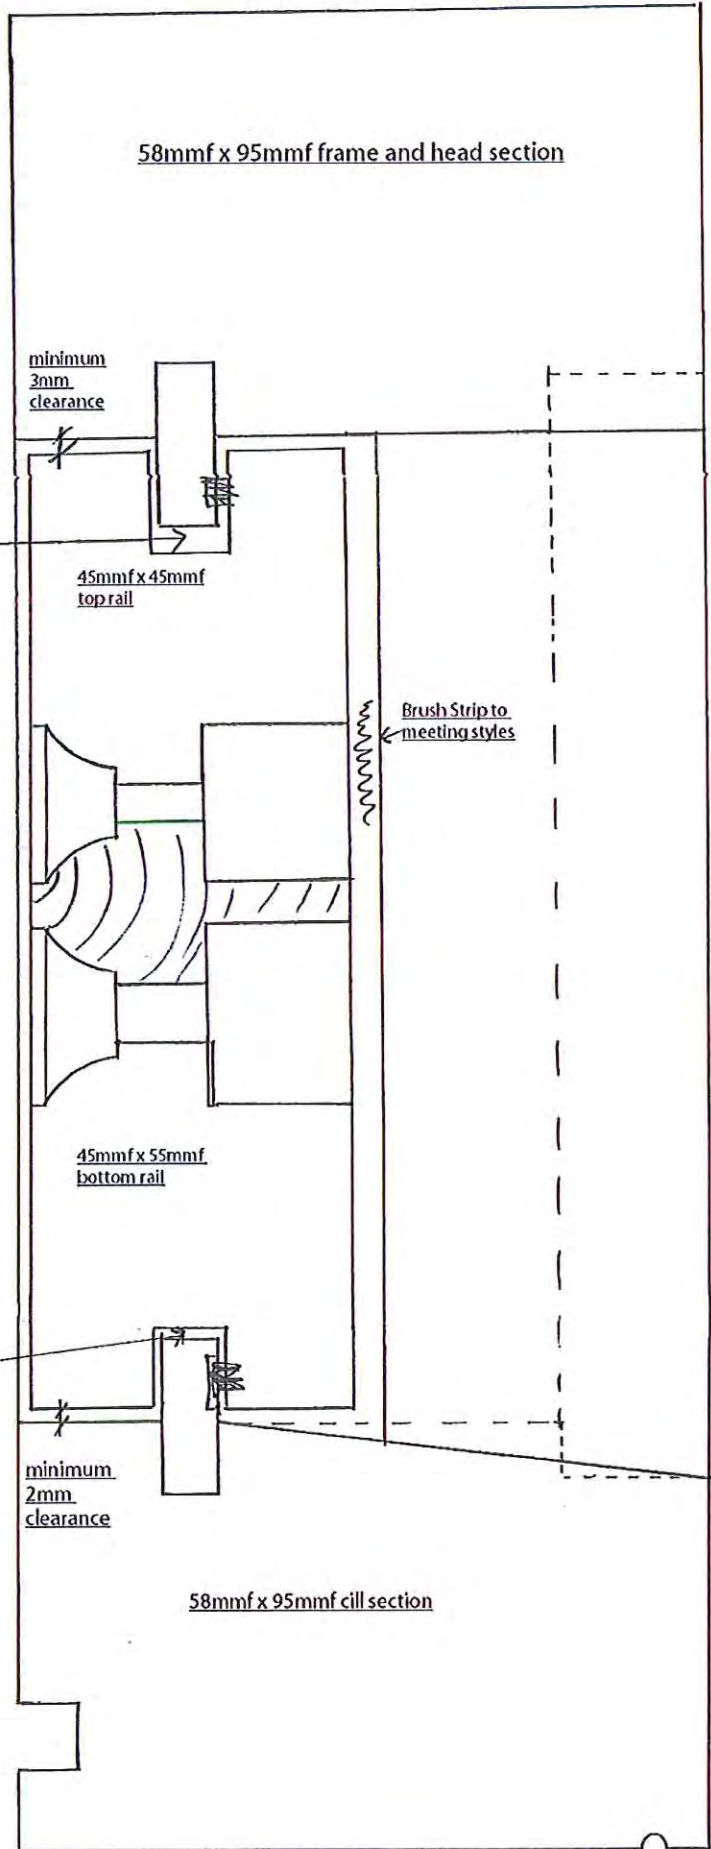 58mmf x 95mmf frame and head section
minimum
3mm
clearance
45mmf x 45mmf
top rail
Brush Strip to
meeting styles
45mmf x 55mmf
bottom rail
minimum
2mm
clearance
58mmf x 95mmf cill section